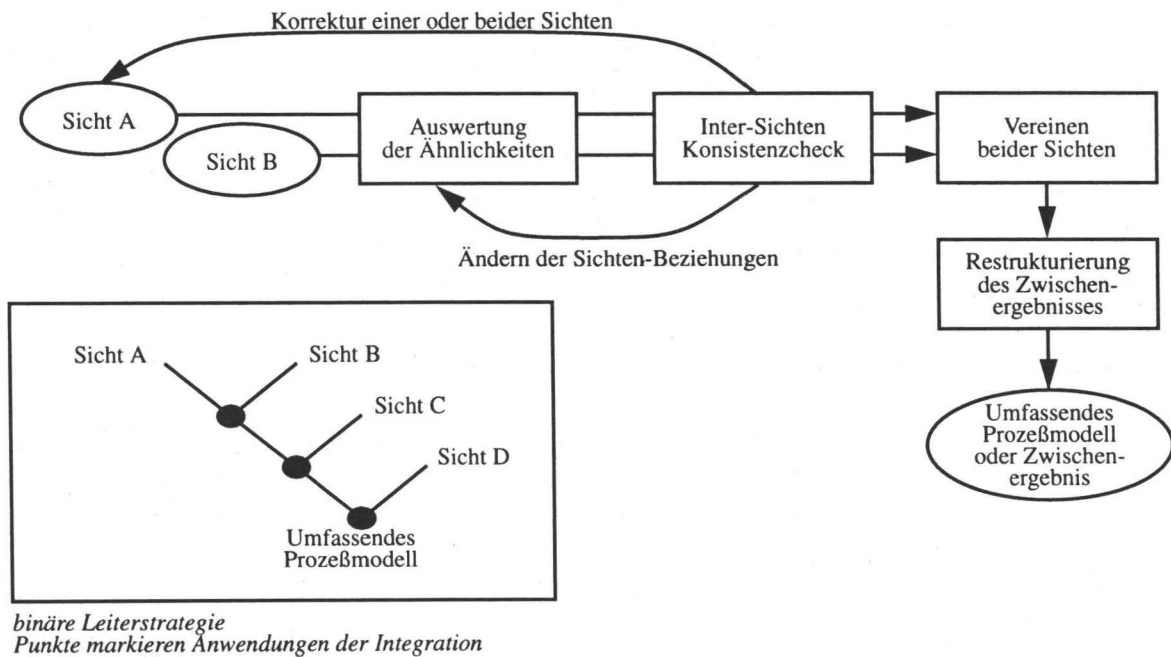 Korrektur einer oder beider Sichten
Sicht A
Sicht B
Auswertung
der Ähnlichkeiten
Inter-Sichten
Konsistenzcheck
Vereinen
beider Sichten
Ändern der Sichten-Beziehungen
Restrukturierung
des Zwischen-
ergebnisses
Umfassendes
Prozeßmodell
oder Zwischen-
ergebnis
Sicht A
Sicht B
Sicht C
Sicht D
Umfassendes
Prozeßmodell
binäre Leiterstrategie
Punkte markieren Anwendungen der Integration